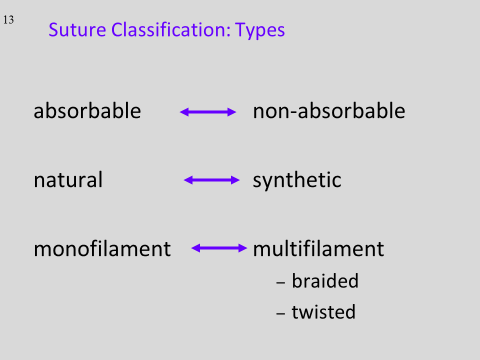 13
Suture Classification: Types
absorbable non-absorbable
natural synthetic
monofilament multifilament
– braided
– twisted